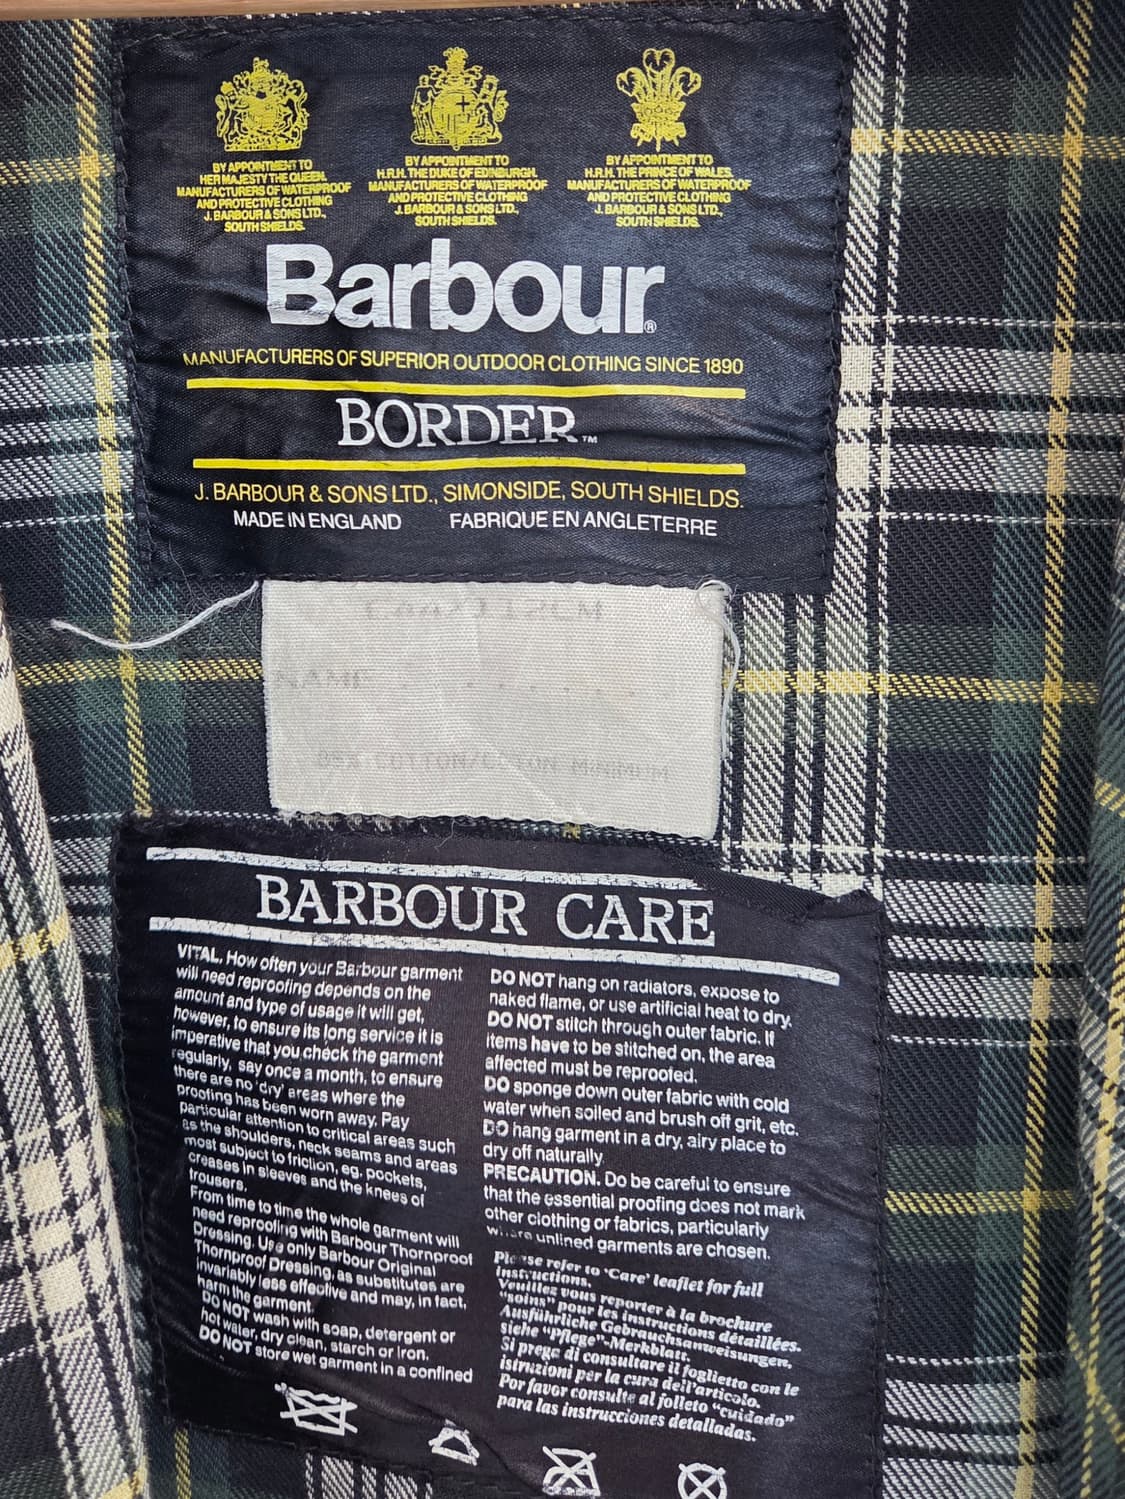 BY APPOINTMENT TO
HER MAJESTY THE QUEEN,
MANUFACTURERS OF WATERPROOF
AND PROTECTIVE CLOTHING
J. BARBOUR & SONS LTD.,
SOUTH SHIELDS.
BY APPOINTMENT TO
H.R.H. THE DUKE OF EDINBURGH,
MANUFACTURERS OF WATERPROOF
AND PROTECTIVE CLOTHING
J. BARBOUR & SONS LTD.,
SOUTH SHIELDS.
BY APPOINTMENT TO
H.R.H. THE PRINCE OF WALES,
MANUFACTURERS OF WATERPROOF
AND PROTECTIVE CLOTHING
J. BARBOUR & SONS LTD.,
SOUTH SHIELDS.
Barbour®
MANUFACTURERS OF SUPERIOR OUTDOOR CLOTHING SINCE 1890
BORDER™
J. BARBOUR & SONS LTD., SIMONSIDE, SOUTH SHIELDS.
MADE IN ENGLAND FABRIQUE EN ANGLETERRE
NAME
COTTON
BARBOUR CARE
VITAL. How often your Barbour garment
will need reproofing depends on the
amount and type of usage it will get,
however, to ensure its long service it is
imperative that you check the garment
regularly, say once a month, to ensure
there are no 'dry' areas where the
proofing has been worn away. Pay
particular attention to critical areas such
as the shoulders, neck seams and areas
most subject to friction, eg. pockets,
creases in sleeves and the knees of
trousers.
From time to time the whole garment will
need reproofing with Barbour Thornproof
Dressing. Use only Barbour Original
Thornproof Dressing, as substitutes are
invariably less effective and may, in fact,
harm the garment.
DO NOT wash with soap, detergent or
hot water, dry clean, starch or iron.
DO NOT store wet garment in a confined
DO NOT hang on radiators, expose to
naked flame, or use artificial heat to dry.
DO NOT stitch through outer fabric. If
items have to be stitched on, the area
affected must be reproofed.
DO sponge down outer fabric with cold
water when soiled and brush off grit, etc.
DO hang garment in a dry, airy place to
dry off naturally.
PRECAUTION. Do be careful to ensure
that the essential proofing does not mark
other clothing or fabrics, particularly
where unlined garments are chosen.
Please refer to 'Care' leaflet for full
instructions.
Veuillez vous reporter à la brochure
"soins" pour les instructions détaillées.
Ausführliche Gebrauchsanweisungen,
siehe "Pflege"-Merkblatt.
Si prega di consultare il foglietto con le
istruzioni per la cura dell'articolo.
Por favor consulte al folleto "cuidado"
para las instrucciones detalladas.